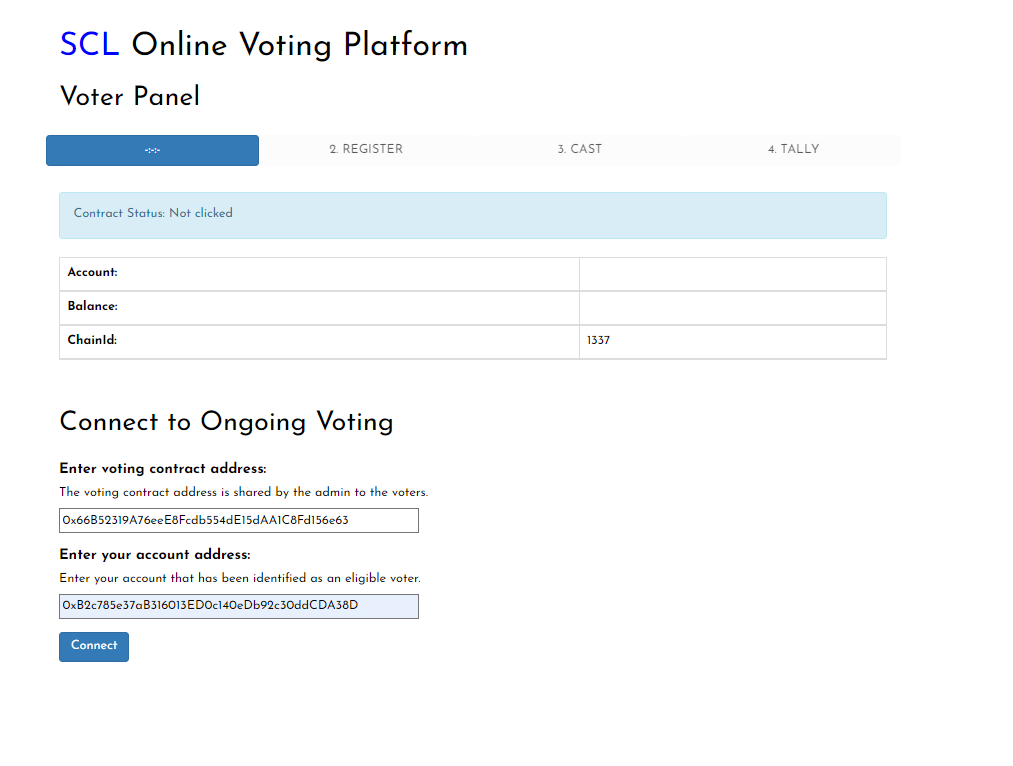 SCL Online Voting Platform
Voter Panel
-:-:-
2. REGISTER
3. CAST
4. TALLY
Contract Status: Not clicked
Account:
Balance:
ChainId: 1337
Connect to Ongoing Voting
Enter voting contract address:
The voting contract address is shared by the admin to the voters.
0x66B52319A76eeE8Fcdb554dE15dAA1C8Fd156e63
Enter your account address:
Enter your account that has been identified as an eligible voter.
0xB2c785e37aB316013ED0c140eDb92c30ddCDA38D
Connect